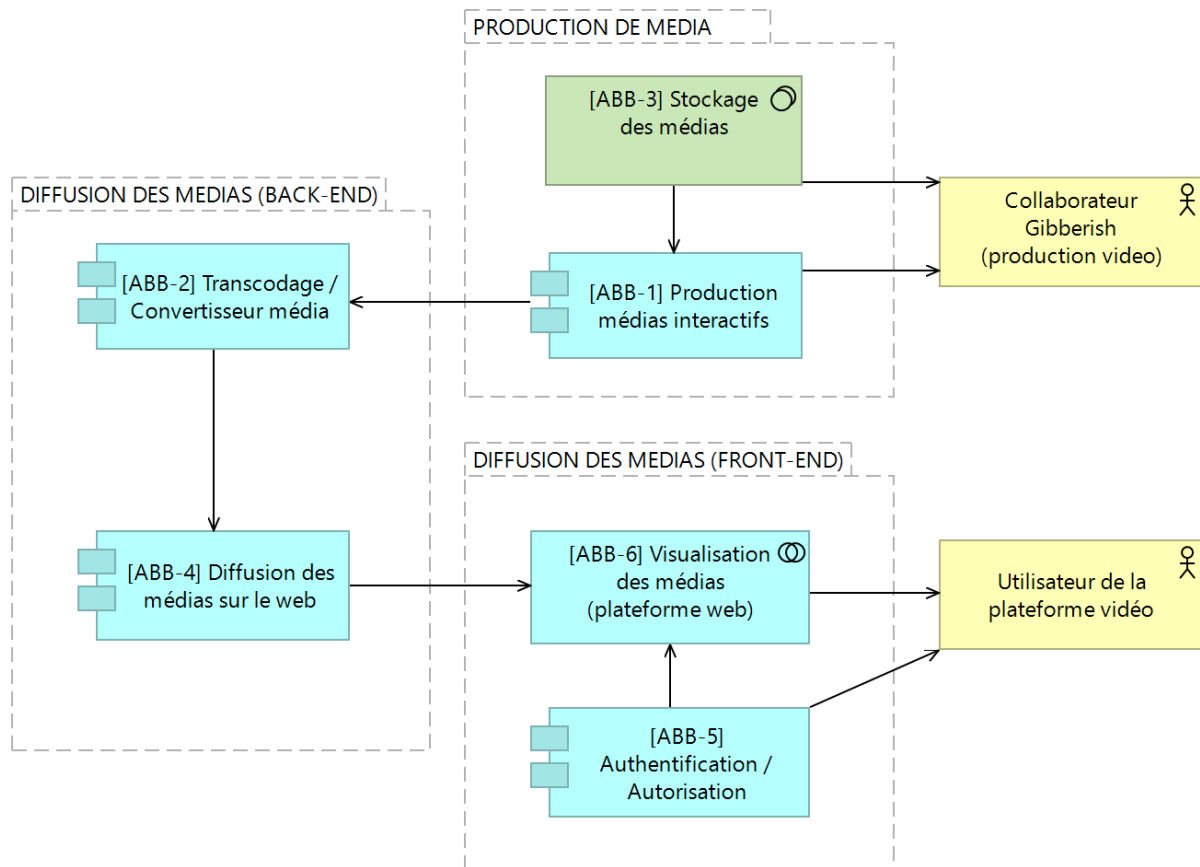 PRODUCTION DE MEDIA
[ABB-3] Stockage
des médias
DIFFUSION DES MEDIAS (BACK-END)
Collaborateur
Gibberish
(production video)
[ABB-2] Transcodage /
Convertisseur média
[ABB-1] Production
médias interactifs
DIFFUSION DES MEDIAS (FRONT-END)
[ABB-4] Diffusion des
médias sur le web
[ABB-6] Visualisation
des médias
(plateforme web)
Utilisateur de la
plateforme vidéo
[ABB-5]
Authentification /
Autorisation